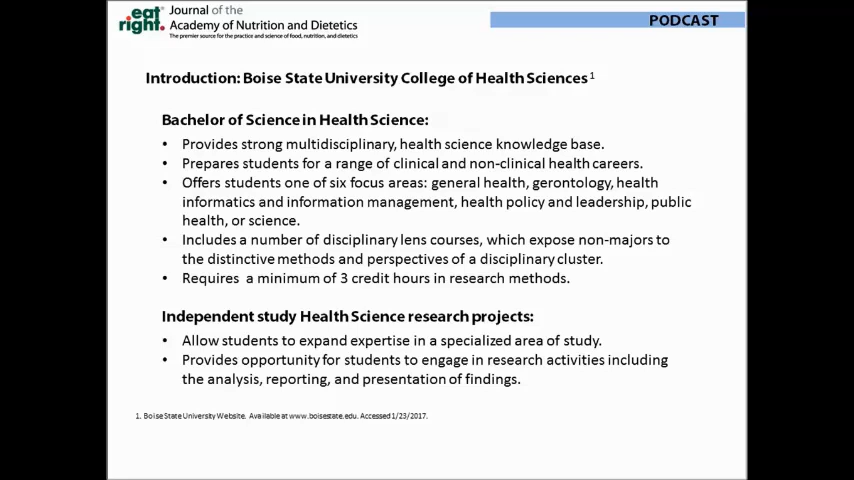 eat right.
Journal of the
Academy of Nutrition and Dietetics
The premier source for the practice and science of food, nutrition, and dietetics
PODCAST
Introduction: Boise State University College of Health Sciences 1
Bachelor of Science in Health Science:
• Provides strong multidisciplinary, health science knowledge base.
• Prepares students for a range of clinical and non-clinical health careers.
• Offers students one of six focus areas: general health, gerontology, health
informatics and information management, health policy and leadership, public
health, or science.
• Includes a number of disciplinary lens courses, which expose non-majors to
the distinctive methods and perspectives of a disciplinary cluster.
• Requires a minimum of 3 credit hours in research methods.
Independent study Health Science research projects:
• Allow students to expand expertise in a specialized area of study.
• Provides opportunity for students to engage in research activities including
the analysis, reporting, and presentation of findings.
1. Boise State University Website. Available at www.boisestate.edu. Accessed 1/23/2017.